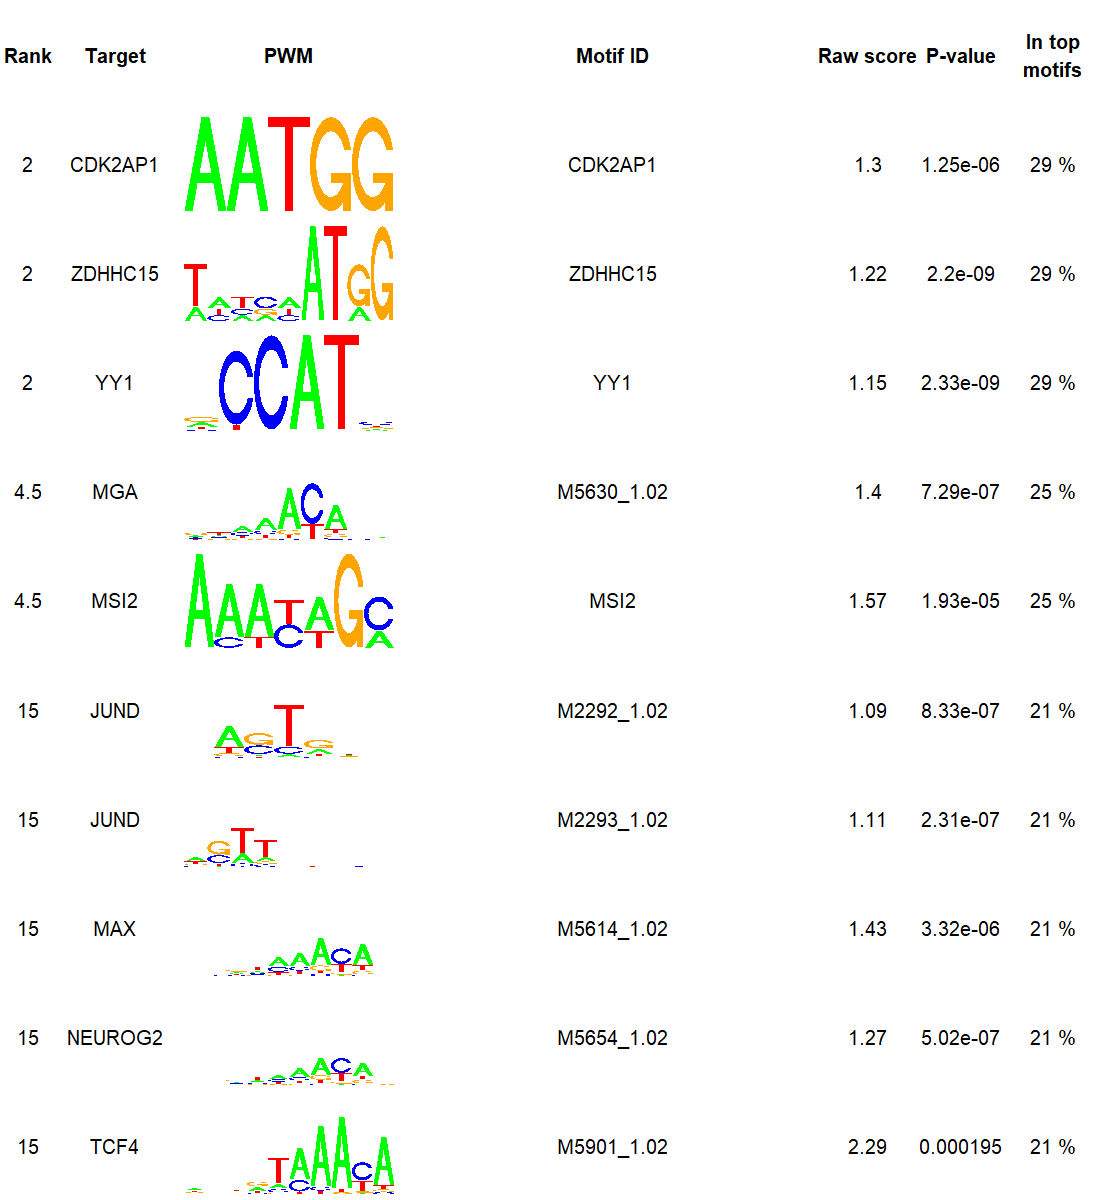 Rank Target PWM Motif ID Raw score P-value In top motifs
2 CDK2AP1 AATGG CDK2AP1 1.3 1.25e-06 29 %
2 ZDHHC15 ZDHHC15 1.22 2.2e-09 29 %
2 YY1 CCAT YY1 1.15 2.33e-09 29 %
4.5 MGA M5630_1.02 1.4 7.29e-07 25 %
4.5 MSI2 MSI2 1.57 1.93e-05 25 %
15 JUND M2292_1.02 1.09 8.33e-07 21 %
15 JUND M2293_1.02 1.11 2.31e-07 21 %
15 MAX M5614_1.02 1.43 3.32e-06 21 %
15 NEUROG2 M5654_1.02 1.27 5.02e-07 21 %
15 TCF4 M5901_1.02 2.29 0.000195 21 %